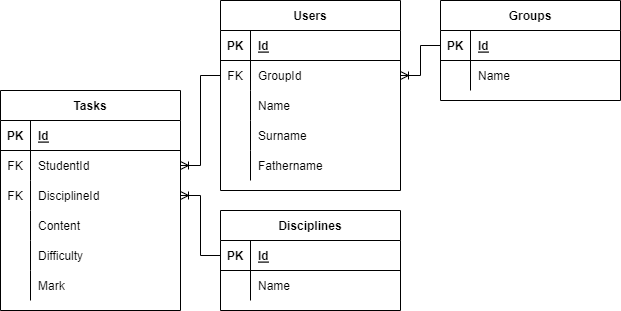 Users
PK Id
FK GroupId
Name
Surname
Fathername
Groups
PK Id
Name
Tasks
PK Id
FK StudentId
FK DisciplineId
Content
Difficulty
Mark
Disciplines
PK Id
Name